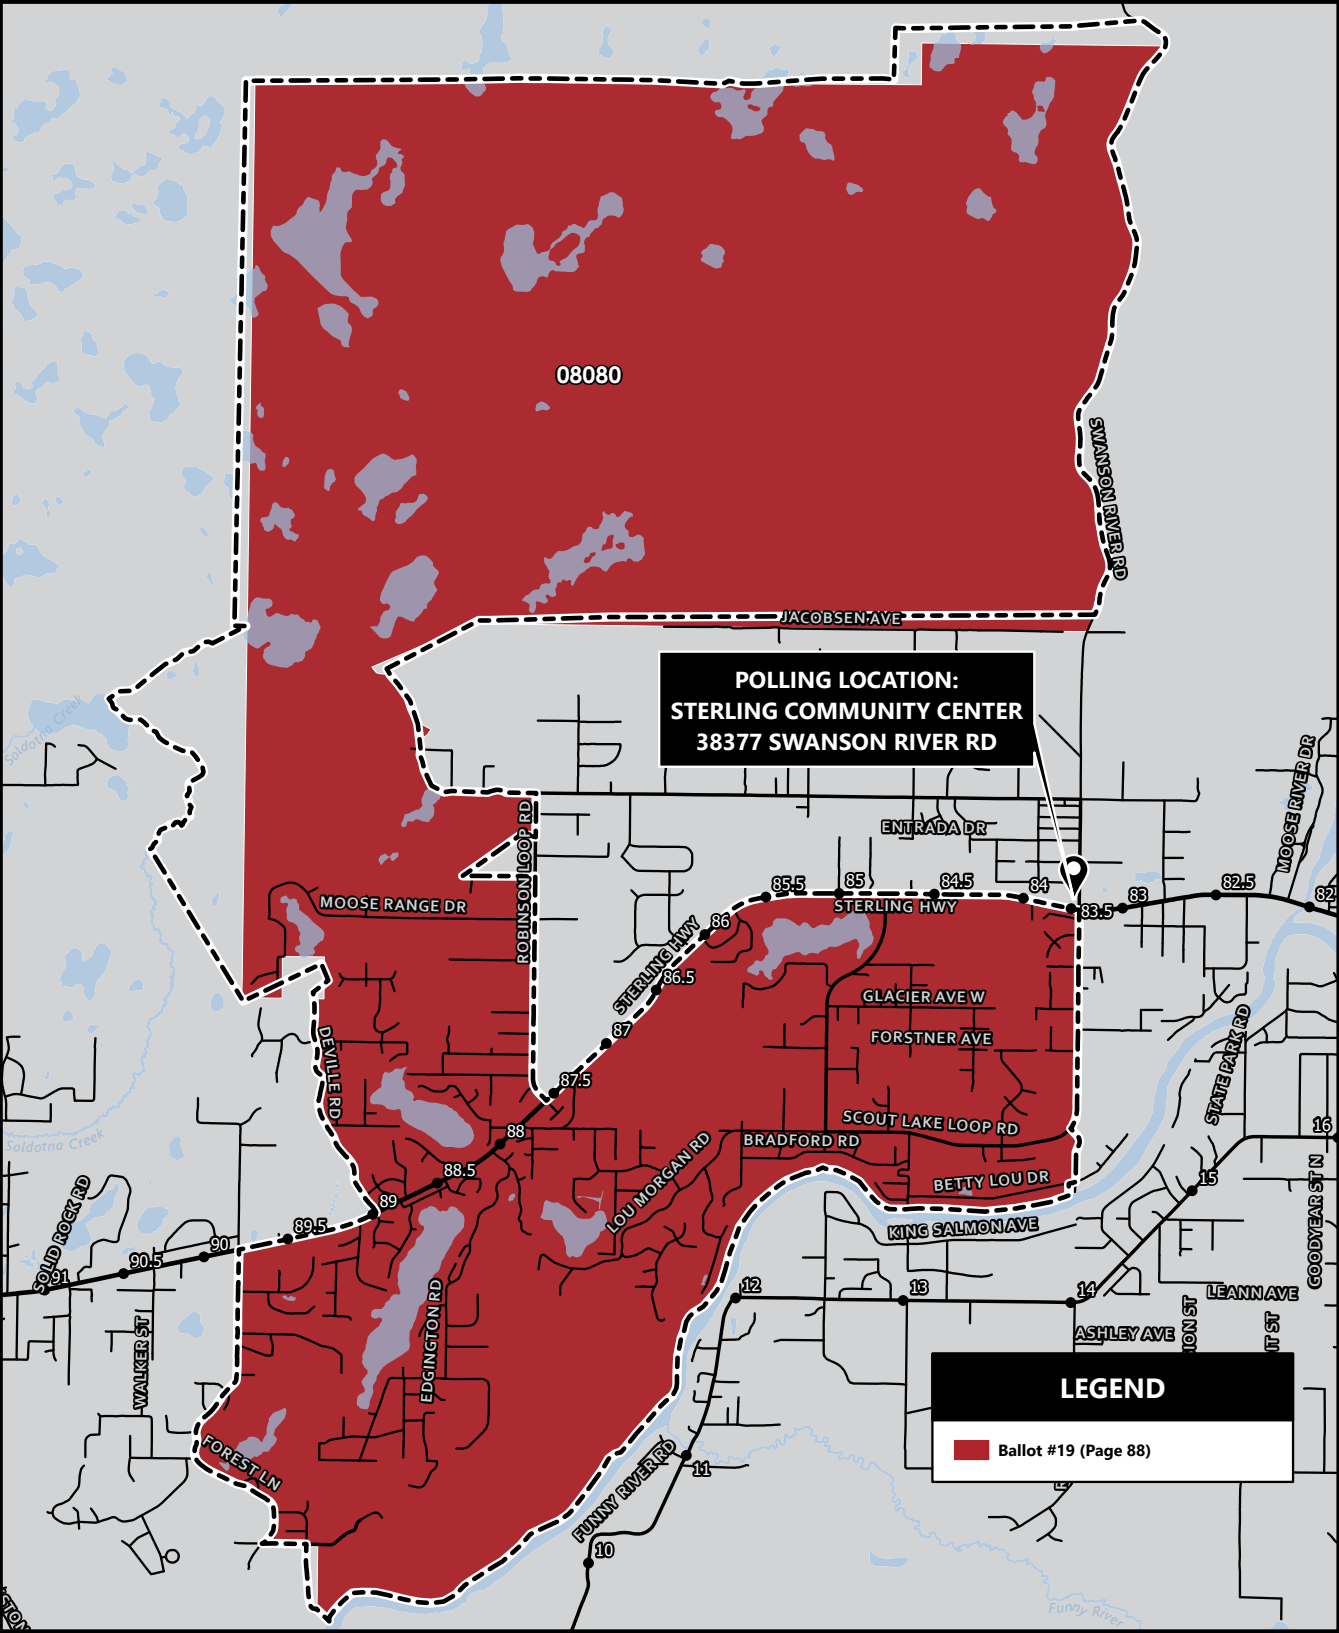 08080
SWANSON RIVER RD
JACOBSEN AVE
POLLING LOCATION:
STERLING COMMUNITY CENTER
38377 SWANSON RIVER RD
Soldotna Creek
MOOSE RIVER DR
ROBINSON LOOP RD
ENTRADA DR
MOOSE RANGE DR
85.5
85
84.5
84
83.5
83
82.5
82
STERLING HWY
86
STERLING HWY
86.5
87
87.5
88
88.5
89
89.5
90
90.5
91
GLACIER AVE W
FORSTNER AVE
DEVILLE RD
STATE PARK RD
SCOUT LAKE LOOP RD
BRADFORD RD
Soldotna Creek
LOU MORGAN RD
BETTY LOU DR
KING SALMON AVE
16
15
14
13
12
11
10
SOLID ROCK RD
GOODYEAR ST N
LEANN AVE
ASHLEY AVE
ION ST
IT ST
WALKER ST
EDGINGTON RD
FOREST LN
FUNNY RIVER RD
LEGEND
Ballot #19 (Page 88)
Funny River